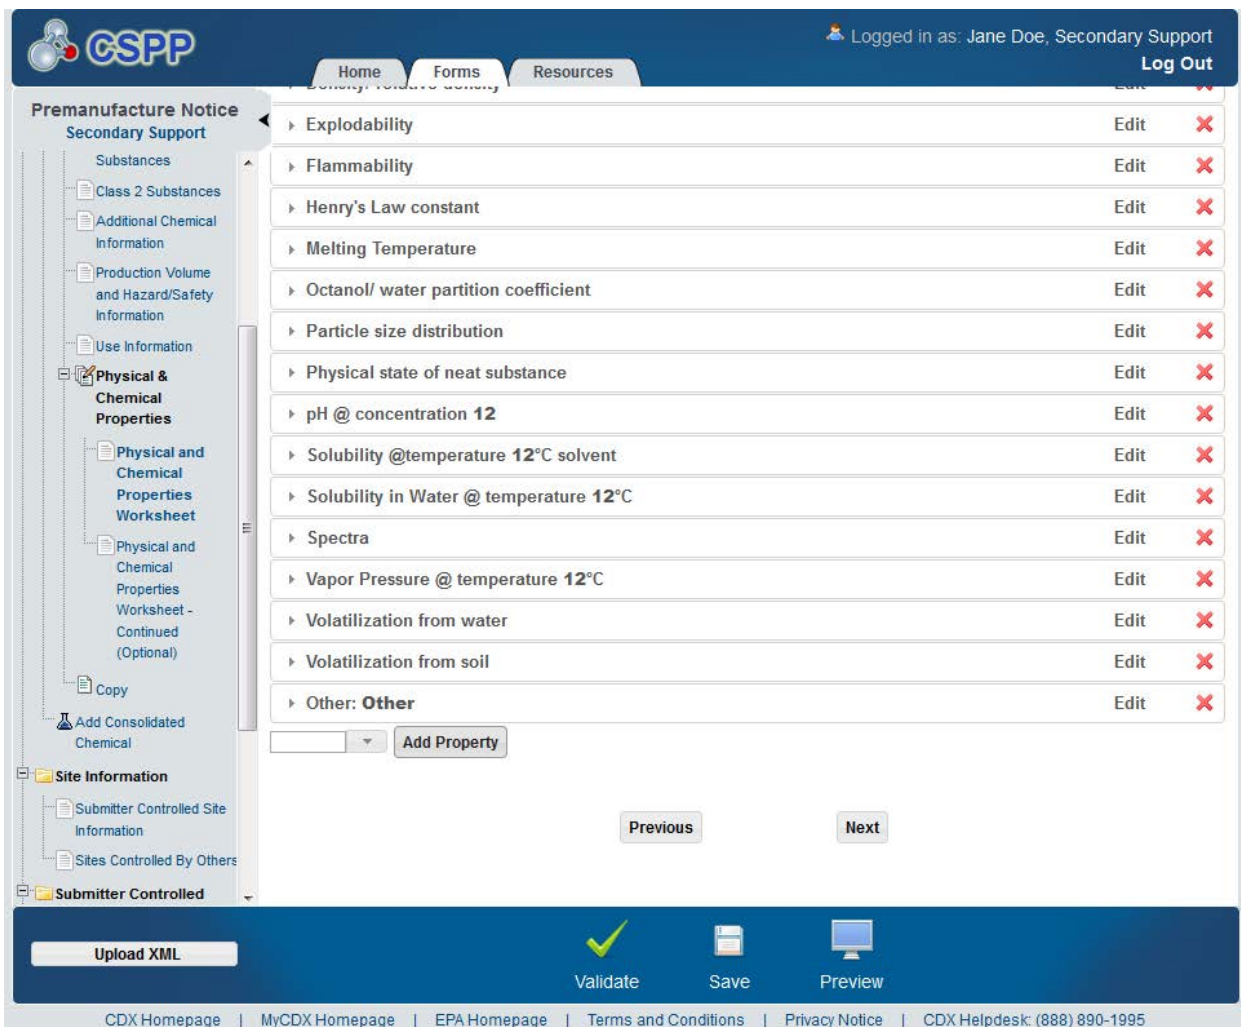 CSPP
Logged in as: Jane Doe, Secondary Support
Log Out
Home Forms Resources
Premanufacture Notice
Secondary Support
Substances
Class 2 Substances
Additional Chemical
Information
Production Volume
and Hazard/Safety
Information
Use Information
Physical &
Chemical
Properties
Physical and
Chemical
Properties
Worksheet
Physical and
Chemical
Properties
Worksheet -
Continued
(Optional)
Copy
Add Consolidated
Chemical
Site Information
Submitter Controlled Site
Information
Sites Controlled By Others
Submitter Controlled
Density/ relative density Edit
Explodability Edit
Flammability Edit
Henry's Law constant Edit
Melting Temperature Edit
Octanol/ water partition coefficient Edit
Particle size distribution Edit
Physical state of neat substance Edit
pH @ concentration 12 Edit
Solubility @temperature 12°C solvent Edit
Solubility in Water @ temperature 12°C Edit
Spectra Edit
Vapor Pressure @ temperature 12°C Edit
Volatilization from water Edit
Volatilization from soil Edit
Other: Other Edit
Add Property
Previous Next
Upload XML
Validate Save Preview
CDX Homepage | MyCDX Homepage | EPA Homepage | Terms and Conditions | Privacy Notice | CDX Helpdesk: (888) 890-1995